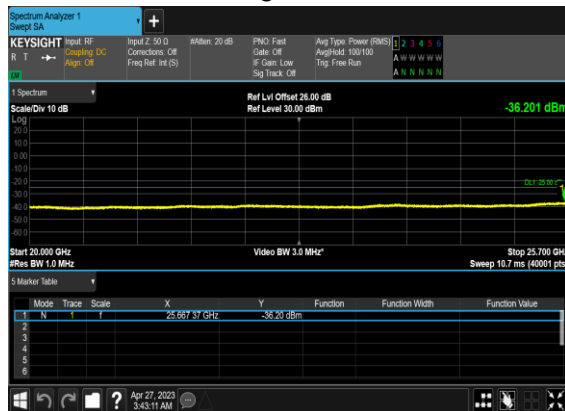 Spectrum Analyzer 1
Swept SA
+
KEYSIGHT Input: RF
R T Coupling: DC
Align: Off
LW
Input Z: 50 Ω
Corrections: Off
Freq Ref: Int (S)
#Atten: 20 dB
PNO: Fast
Gate: Off
IF Gain: Low
Sig Track: Off
Avg Type: Power (RMS)
Avg|Hold: 100/100
Trig: Free Run
1 2 3 4 5 6
A W W W W W
A N N N N N
1 Spectrum
Scale/Div 10 dB
Ref Lvl Offset 26.00 dB
Ref Level 30.00 dBm
-36.201 dBm
Log
20.0
10.0
0.00
-10.0
-20.0
-30.0
-40.0
-50.0
-60.0
DL1 -25.00
1
Start 20.000 GHz
#Res BW 1.0 MHz
Video BW 3.0 MHz*
Stop 25.700 GH
Sweep 10.7 ms (40001 pts
5 Marker Table
Mode Trace Scale X Y Function Function Width Function Value
1 N 1 f 25.667 37 GHz -36.20 dBm
2
3
4
5
6
? Apr 27, 2023
3:43:11 AM